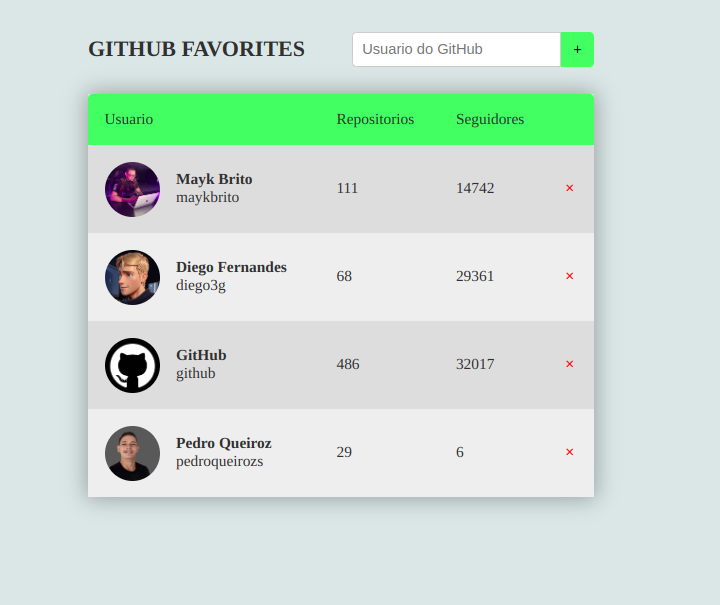 GITHUB FAVORITES
Usuario do GitHub +
Usuario Repositorios Seguidores
Mayk Brito
maykbrito 111 14742 ×
Diego Fernandes
diego3g 68 29361 ×
GitHub
github 486 32017 ×
Pedro Queiroz
pedroqueirozs 29 6 ×